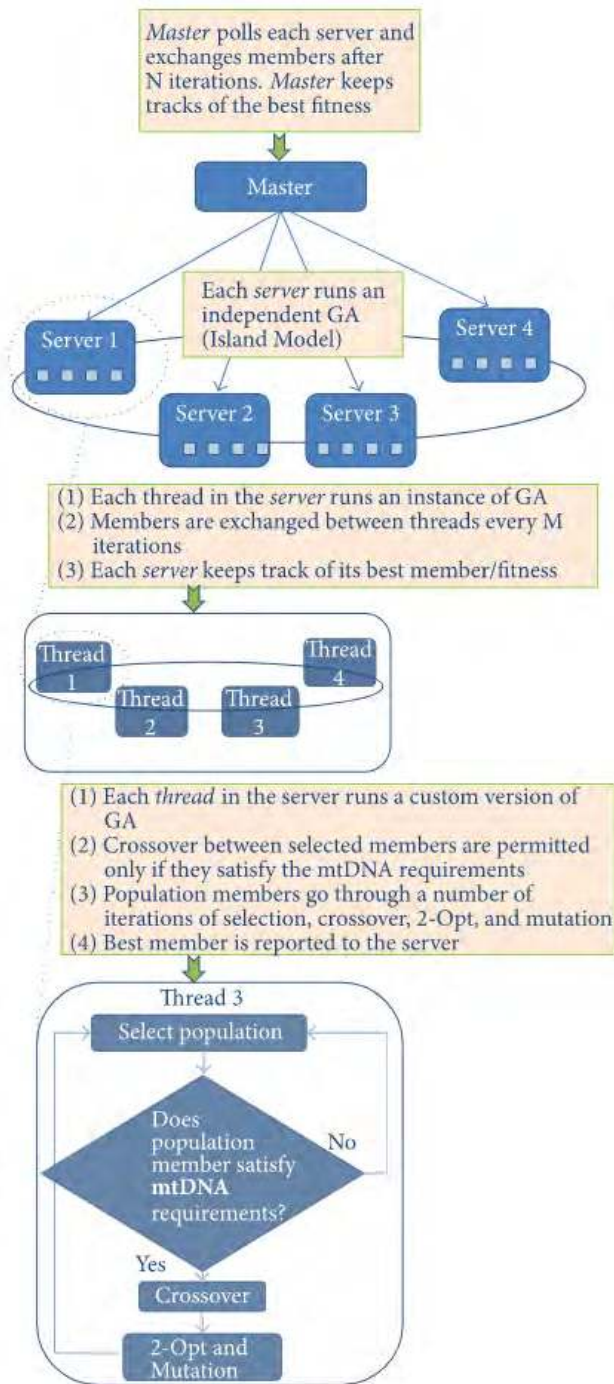 Master polls each server and
exchanges members after
N iterations. Master keeps
tracks of the best fitness
Master
Each server runs an
independent GA
(Island Model)
Server 1
Server 4
Server 2
Server 3
(1) Each thread in the server runs an instance of GA
(2) Members are exchanged between threads every M
iterations
(3) Each server keeps track of its best member/fitness
Thread
1
Thread
2
Thread
3
Thread
4
(1) Each thread in the server runs a custom version of
GA
(2) Crossover between selected members are permitted
only if they satisfy the mtDNA requirements
(3) Population members go through a number of
iterations of selection, crossover, 2-Opt, and mutation
(4) Best member is reported to the server
Thread 3
Select population
Does
population
member satisfy
mtDNA
requirements?
No
Yes
Crossover
2-Opt and
Mutation